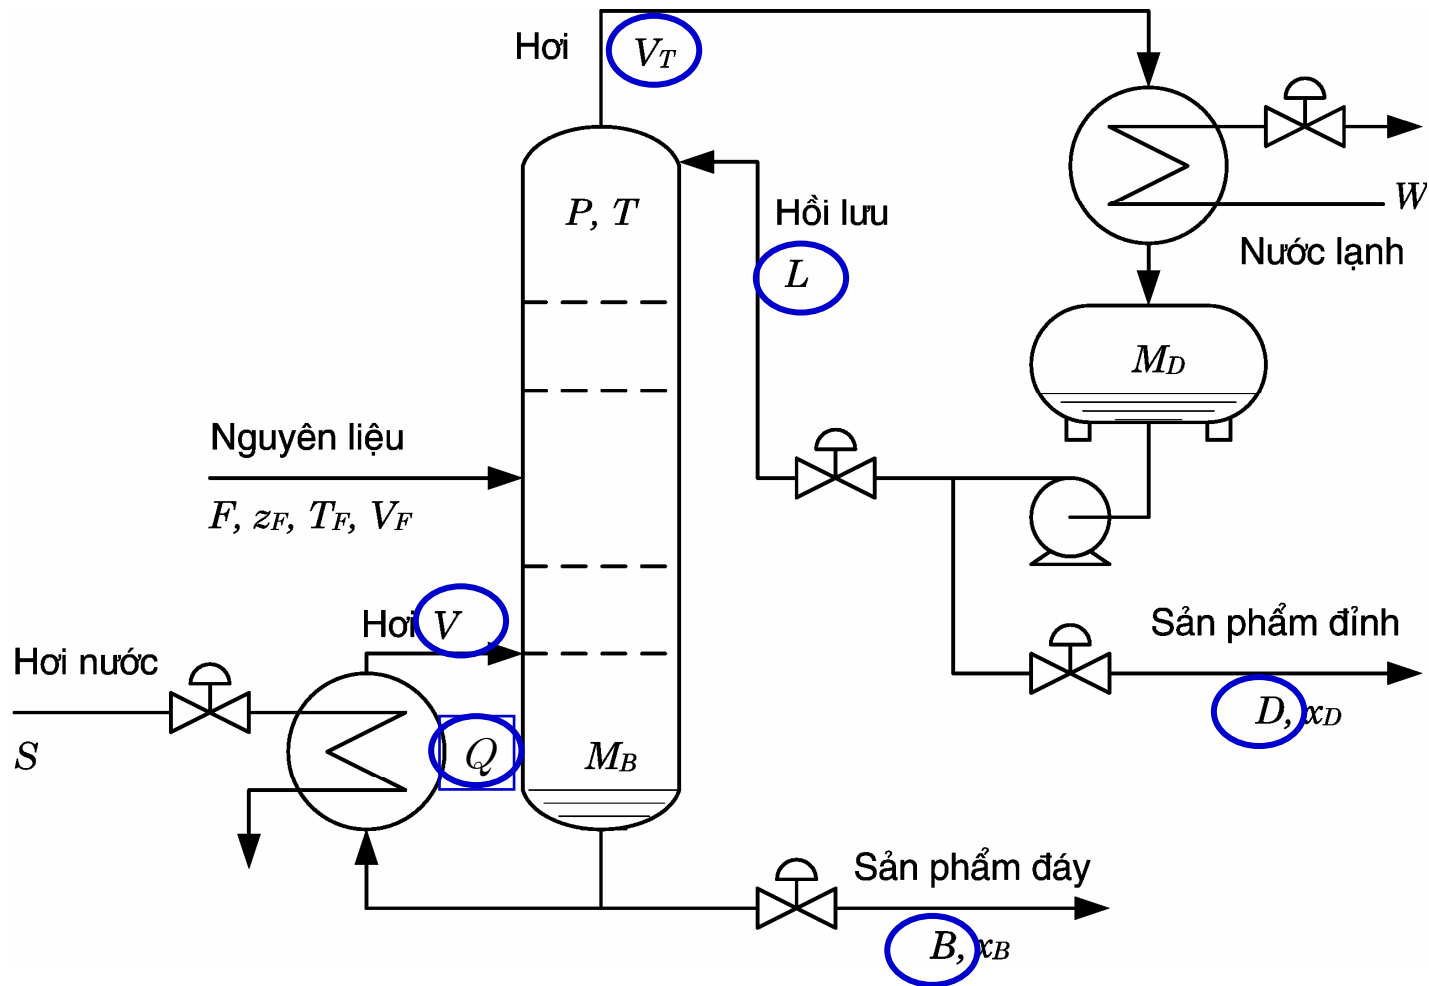 Hơi
V_T
W
P, T
Hồi lưu
L
Nước lạnh
M_D
Nguyên liệu
F, z_F, T_F, V_F
Hơi V
Sản phẩm đỉnh
D, x_D
Hơi nước
S
Q
M_B
Sản phẩm đáy
B, x_B